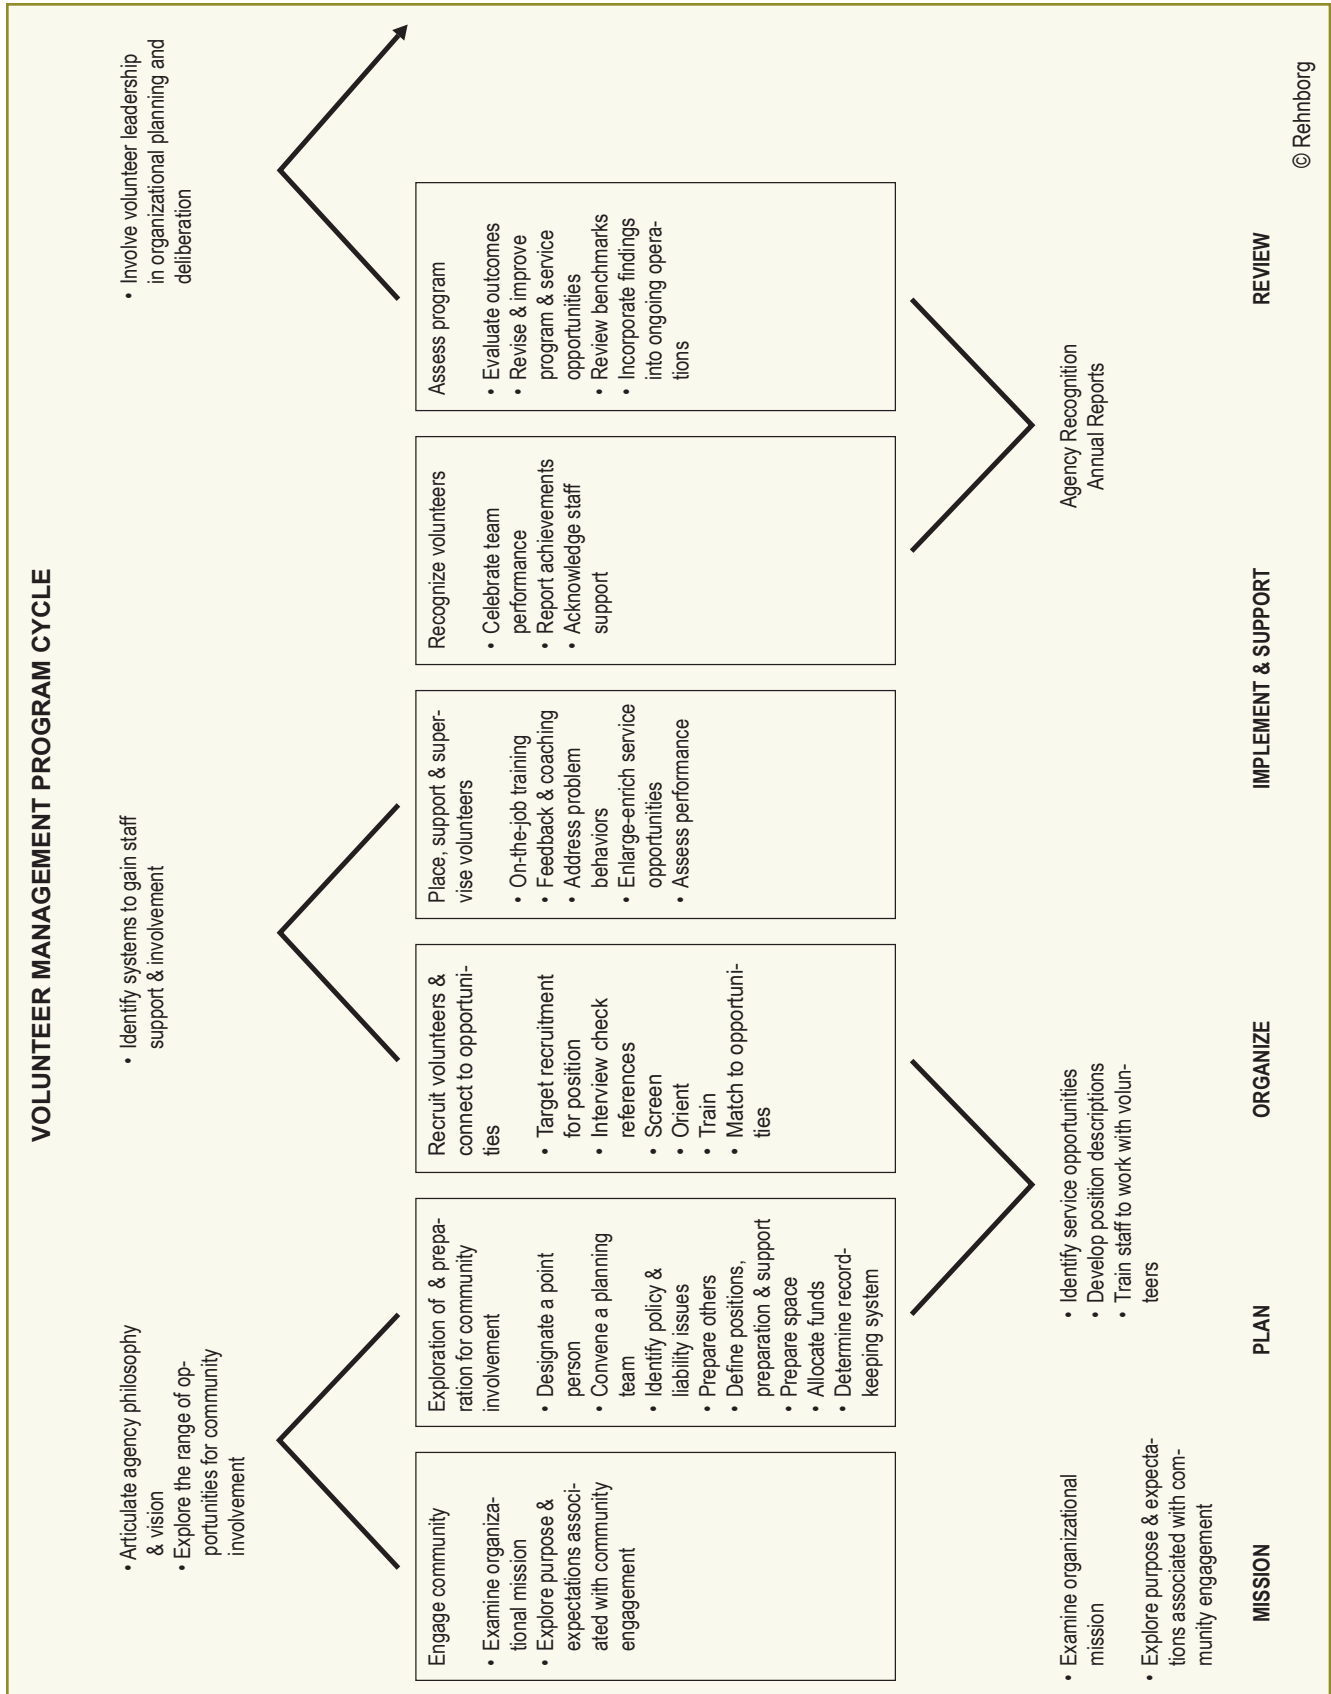 VOLUNTEER MANAGEMENT PROGRAM CYCLE
• Articulate agency philosophy
& vision
• Explore the range of op-
portunities for community
involvement
• Identify systems to gain staff
support & involvement
• Involve volunteer leadership
in organizational planning and
deliberation
Engage community
• Examine organiza-
tional mission
• Explore purpose &
expectations associ-
ated with community
engagement
Exploration of & prepa-
ration for community
involvement
• Designate a point
person
• Convene a planning
team
• Identify policy &
liability issues
• Prepare others
• Define positions,
preparation & support
• Prepare space
• Allocate funds
• Determine record-
keeping system
Recruit volunteers &
connect to opportuni-
ties
• Target recruitment
for position
• Interview check
references
• Screen
• Orient
• Train
• Match to opportuni-
ties
Place, support & super-
vise volunteers
• On-the-job training
• Feedback & coaching
• Address problem
behaviors
• Enlarge-enrich service
opportunities
• Assess performance
Recognize volunteers
• Celebrate team
performance
• Report achievements
• Acknowledge staff
support
Assess program
• Evaluate outcomes
• Revise & improve
program & service
opportunities
• Review benchmarks
• Incorporate findings
into ongoing opera-
tions
• Examine organizational
mission
• Explore purpose & expecta-
tions associated with com-
munity engagement
• Identify service opportunities
• Develop position descriptions
• Train staff to work with volun-
teers
Agency Recognition
Annual Reports
MISSION
PLAN
ORGANIZE
IMPLEMENT & SUPPORT
REVIEW
© Rehnborg